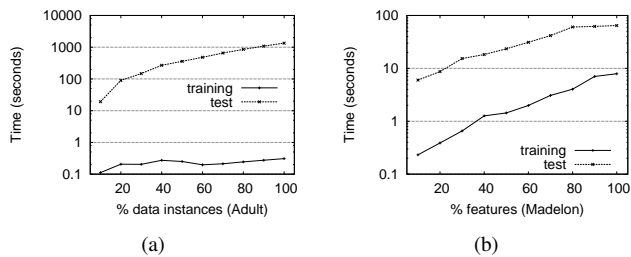 10000
1000
100
10
1
0.1
Time (seconds)
training
test
20 40 60 80 100
% data instances (Adult)
(a)
100
10
1
0.1
Time (seconds)
training
test
20 40 60 80 100
% features (Madelon)
(b)